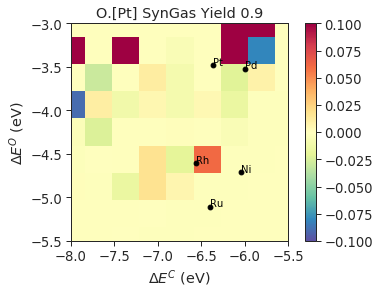 O.[Pt] SynGas Yield 0.9
−3.0
−3.5
−4.0
−4.5
−5.0
−5.5
ΔE^O (eV)
Pt
Pd
Rh
Ni
Ru
−8.0
−7.5
−7.0
−6.5
−6.0
−5.5
ΔE^C (eV)
0.100
0.075
0.050
0.025
0.000
−0.025
−0.050
−0.075
−0.100